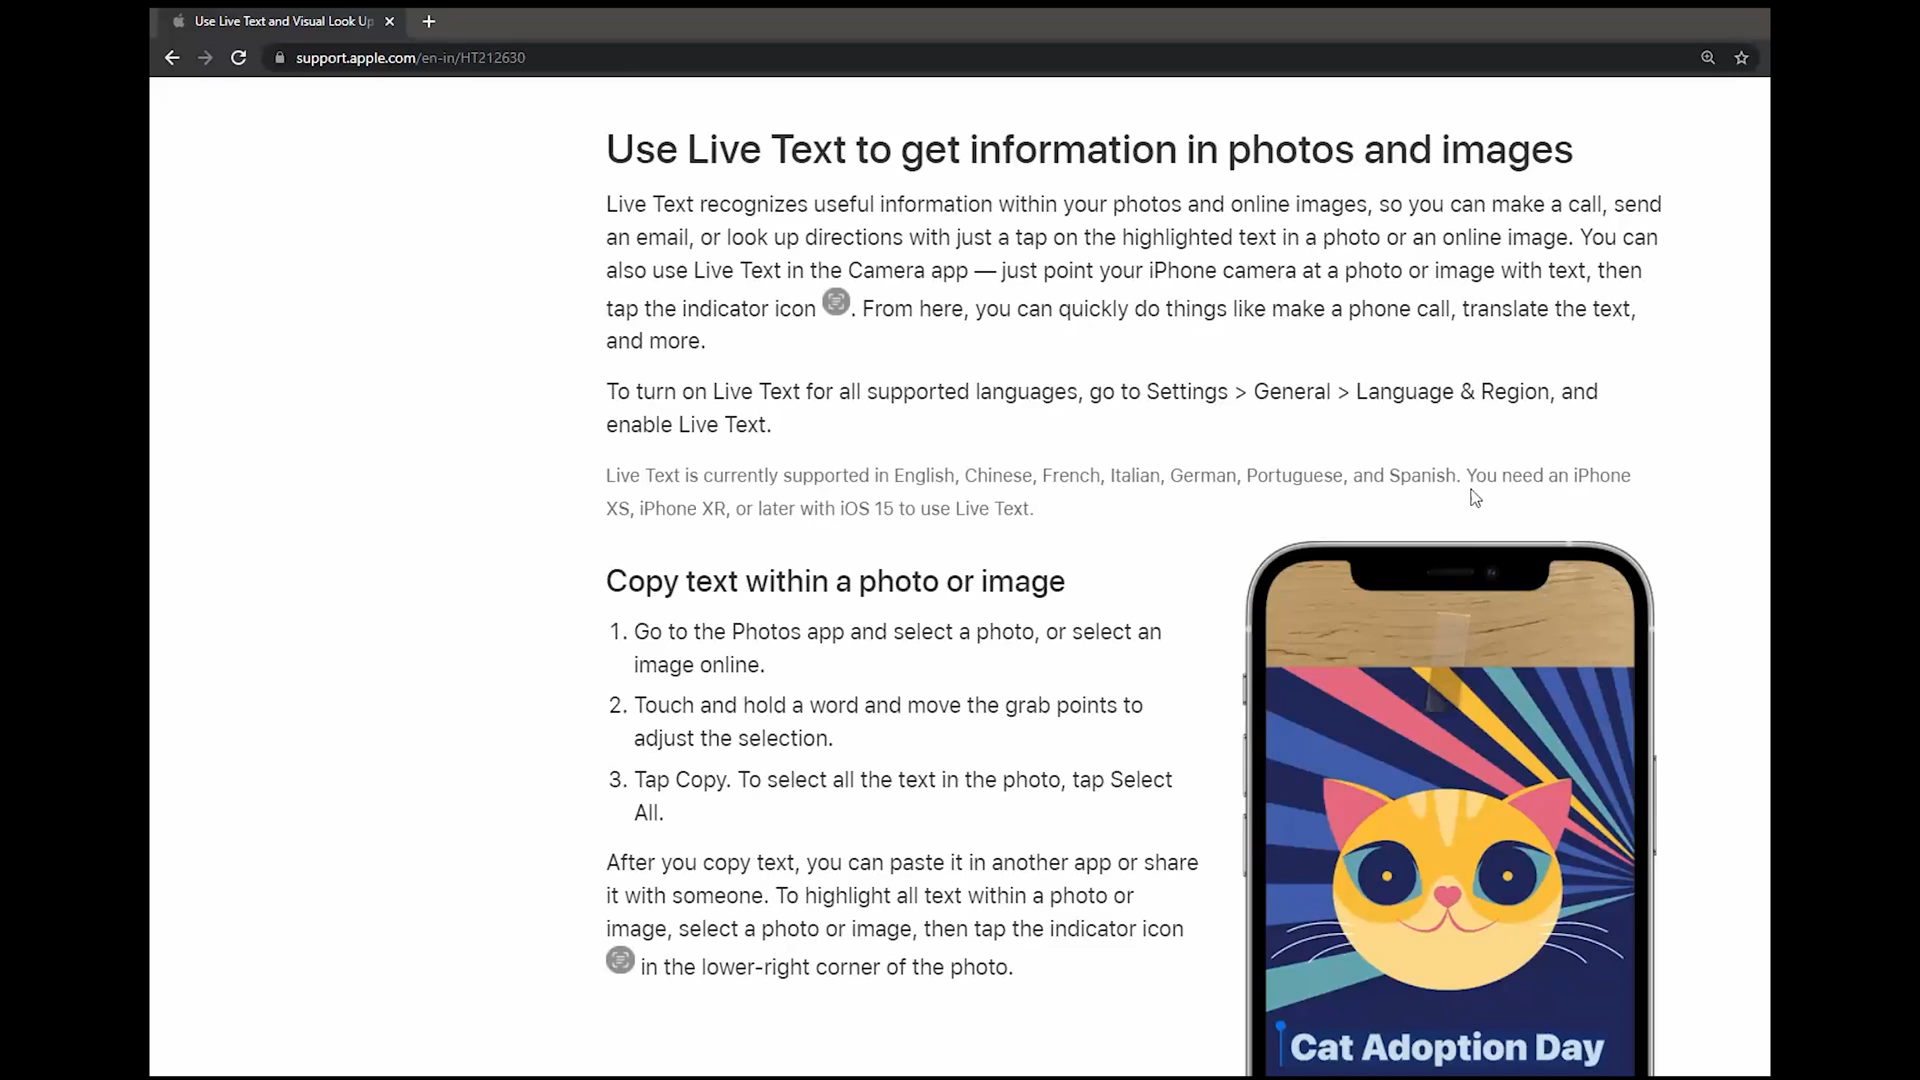 Use Live Text and Visual Look Up
support.apple.com/en-in/HT212630
Use Live Text to get information in photos and images
Live Text recognizes useful information within your photos and online images, so you can make a call, send
an email, or look up directions with just a tap on the highlighted text in a photo or an online image. You can
also use Live Text in the Camera app — just point your iPhone camera at a photo or image with text, then
tap the indicator icon . From here, you can quickly do things like make a phone call, translate the text,
and more.
To turn on Live Text for all supported languages, go to Settings > General > Language & Region, and
enable Live Text.
Live Text is currently supported in English, Chinese, French, Italian, German, Portuguese, and Spanish. You need an iPhone
XS, iPhone XR, or later with iOS 15 to use Live Text.
Copy text within a photo or image
1. Go to the Photos app and select a photo, or select an
image online.
2. Touch and hold a word and move the grab points to
adjust the selection.
3. Tap Copy. To select all the text in the photo, tap Select
All.
After you copy text, you can paste it in another app or share
it with someone. To highlight all text within a photo or
image, select a photo or image, then tap the indicator icon
in the lower-right corner of the photo.
Cat Adoption Day